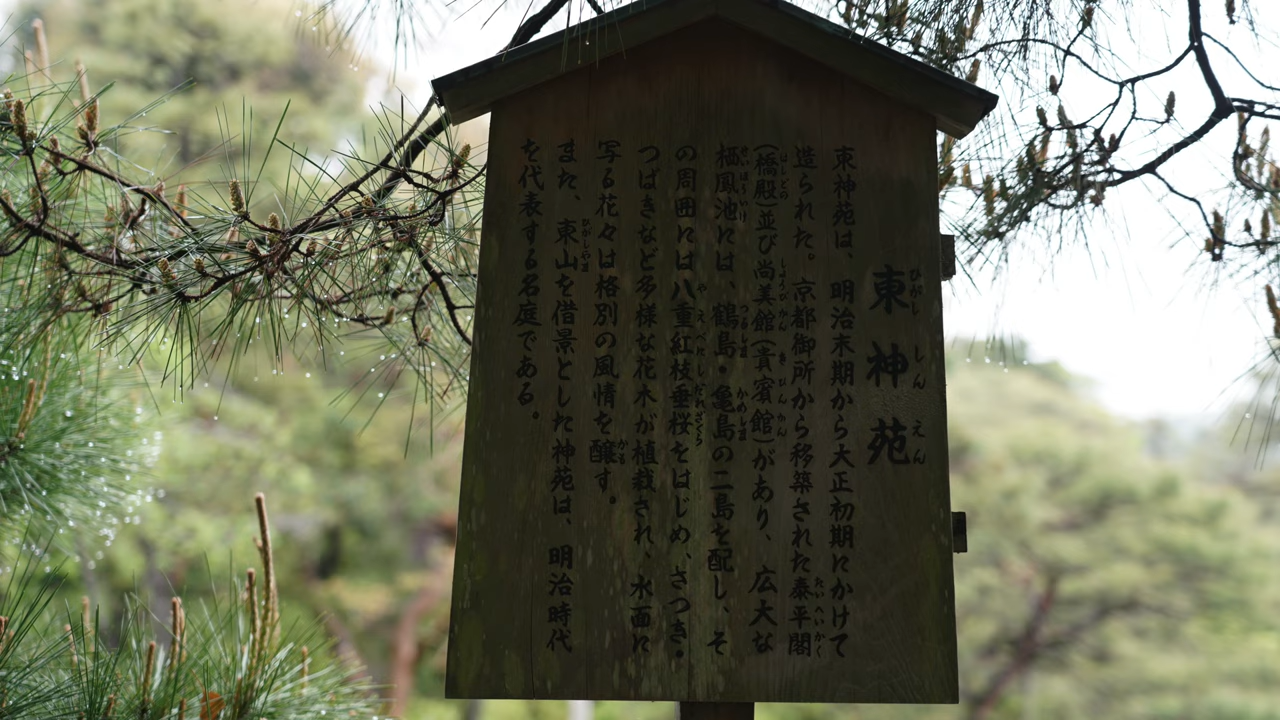 東神苑
東神苑は、明治末期から大正初期にかけて
造られた。京都御所から移築された泰平閣
(橋殿)並び尚美館(貴賓館)があり、広大な
栖鳳池には、鶴島・亀島の二島を配し、そ
の周囲には八重紅枝垂桜をはじめ、さつき・
つばきなど多様な花木が植栽され、水面に
写る花々は格別の風情を醸す。
また、東山を借景とした神苑は、明治時代
を代表する名庭である。